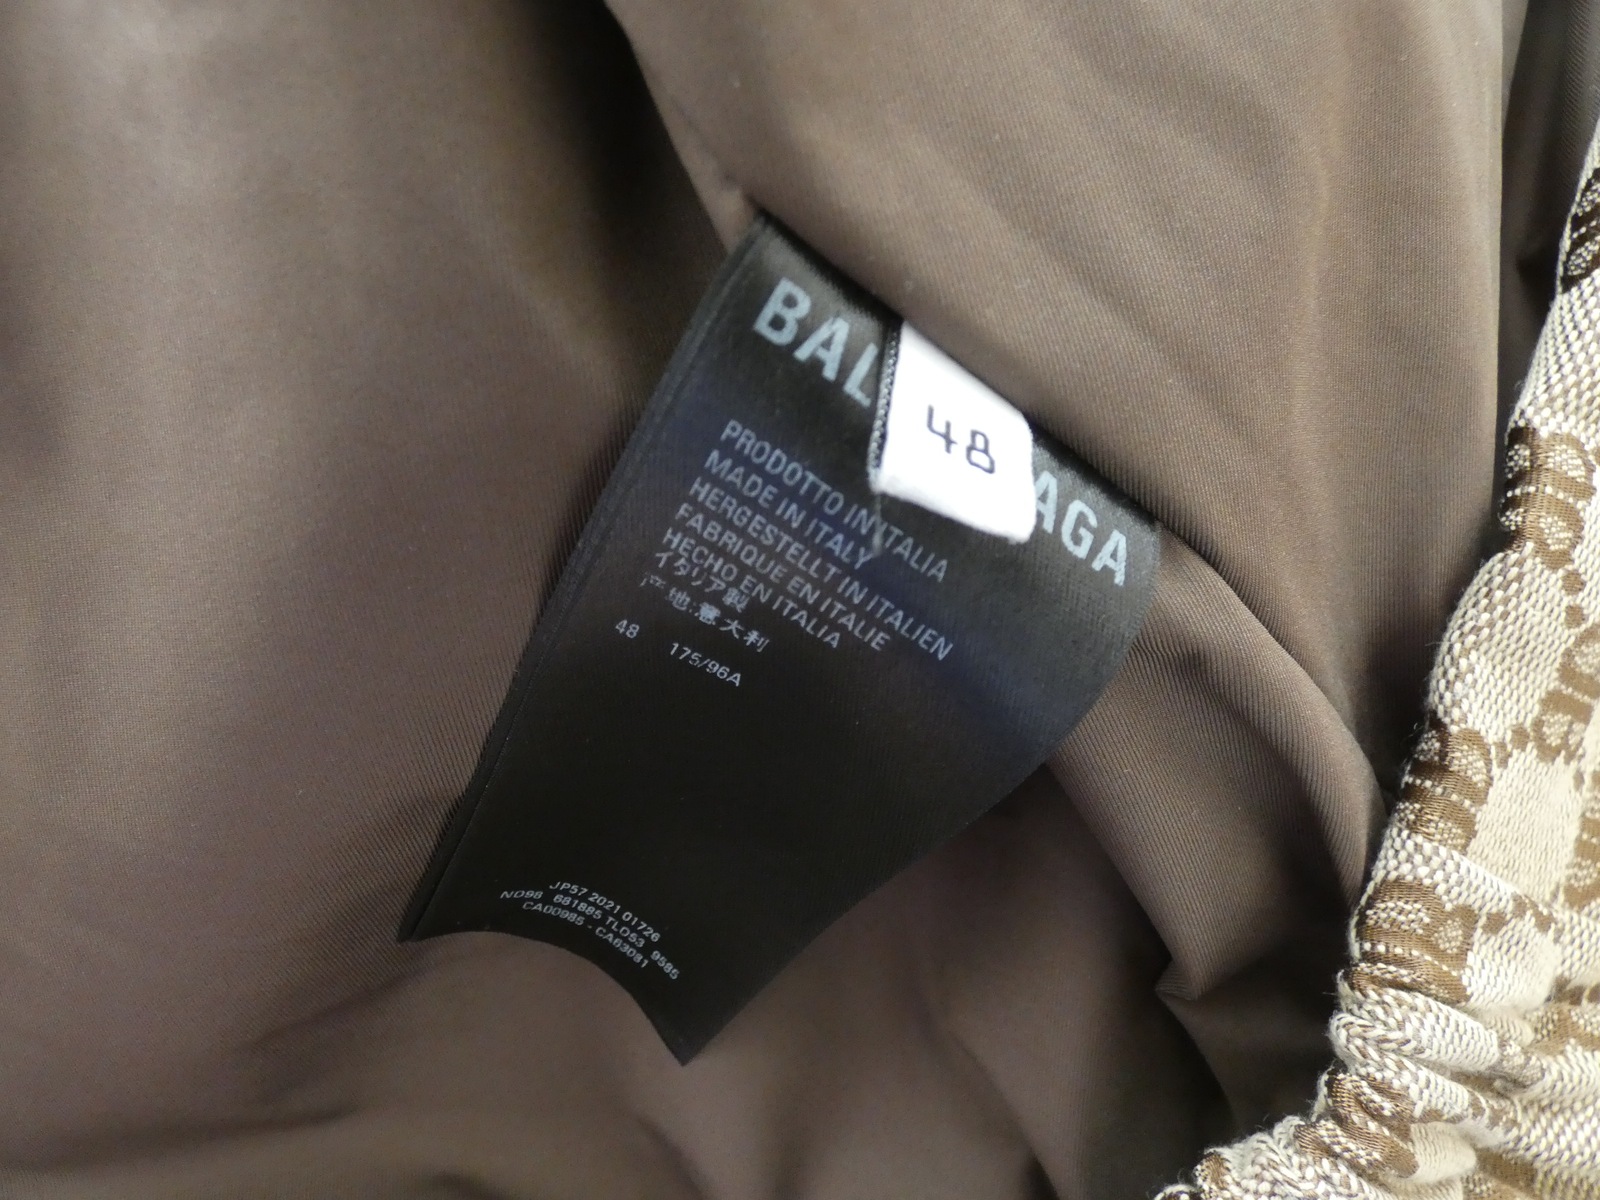 BAL AGA
48
PRODOTTO IN ITALIA
MADE IN ITALY
HERGESTELLT IN ITALIEN
FABRIQUE EN ITALIE
HECHO EN ITALIA
イタリア製
产地:意大利
48 175/96A
JP57 2021 01726
NO98 681885 TLO53 9585
CA00985 - CA63081